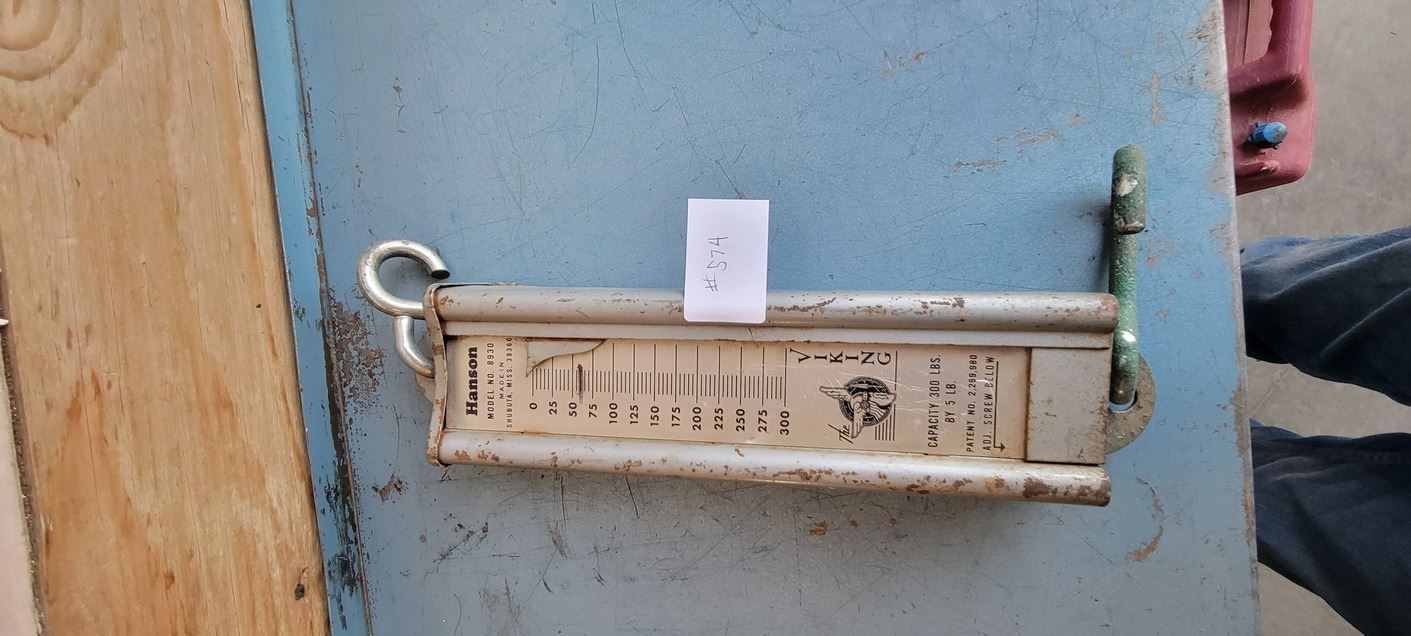 #574
Hanson
MODEL NO. 8930
MADE IN
SHUBUTA, MISS. 39360
0
25
50
75
100
125
150
175
200
225
250
275
300
The
VIKING
CAPACITY 300 LBS.
BY 5 LB.
PATENT NO. 2,299,980
ADJ. SCREW BELOW